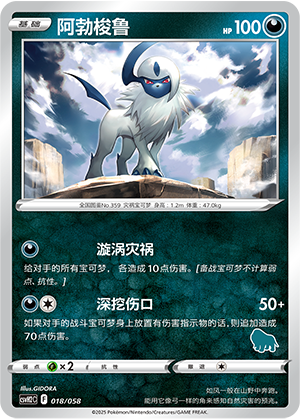 基础 阿勃梭鲁 HP 100
全国图鉴No.359 灾祸宝可梦 身高：1.2m 体重：47.0kg
漩涡灾祸
给对手的所有宝可梦，各造成10点伤害。[备战宝可梦不计算弱
点、抗性。]
深挖伤口 50+
如果对手的战斗宝可梦身上放置有伤害指示物的话，则追加造成
70点伤害。
弱点 ×2 抗性 撤退
Illus.GIDORA
F 018/058
如风一般在山野中奔跑。
能用它像弓一样的角来感知自然灾害的预兆。
©2025 Pokémon/Nintendo/Creatures/GAME FREAK.